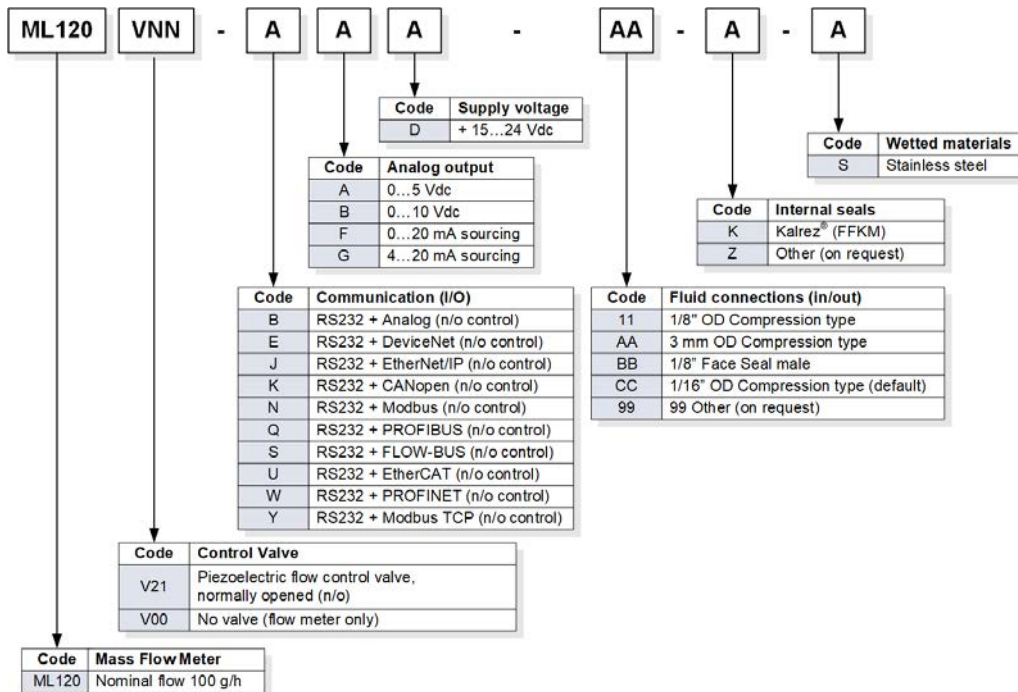 ML120 VNN - A A A - AA - A - A
Code Supply voltage
D + 15...24 Vdc
Code Wetted materials
S Stainless steel
Code Analog output
A 0...5 Vdc
B 0...10 Vdc
F 0...20 mA sourcing
G 4...20 mA sourcing
Code Internal seals
K Kalrez® (FFKM)
Z Other (on request)
Code Communication (I/O)
B RS232 + Analog (n/o control)
E RS232 + DeviceNet (n/o control)
J RS232 + EtherNet/IP (n/o control)
K RS232 + CANopen (n/o control)
N RS232 + Modbus (n/o control)
Q RS232 + PROFIBUS (n/o control)
S RS232 + FLOW-BUS (n/o control)
U RS232 + EtherCAT (n/o control)
W RS232 + PROFINET (n/o control)
Y RS232 + Modbus TCP (n/o control)
Code Fluid connections (in/out)
11 1/8" OD Compression type
AA 3 mm OD Compression type
BB 1/8" Face Seal male
CC 1/16" OD Compression type (default)
99 99 Other (on request)
Code Control Valve
V21 Piezoelectric flow control valve,
normally opened (n/o)
V00 No valve (flow meter only)
Code Mass Flow Meter
ML120 Nominal flow 100 g/h